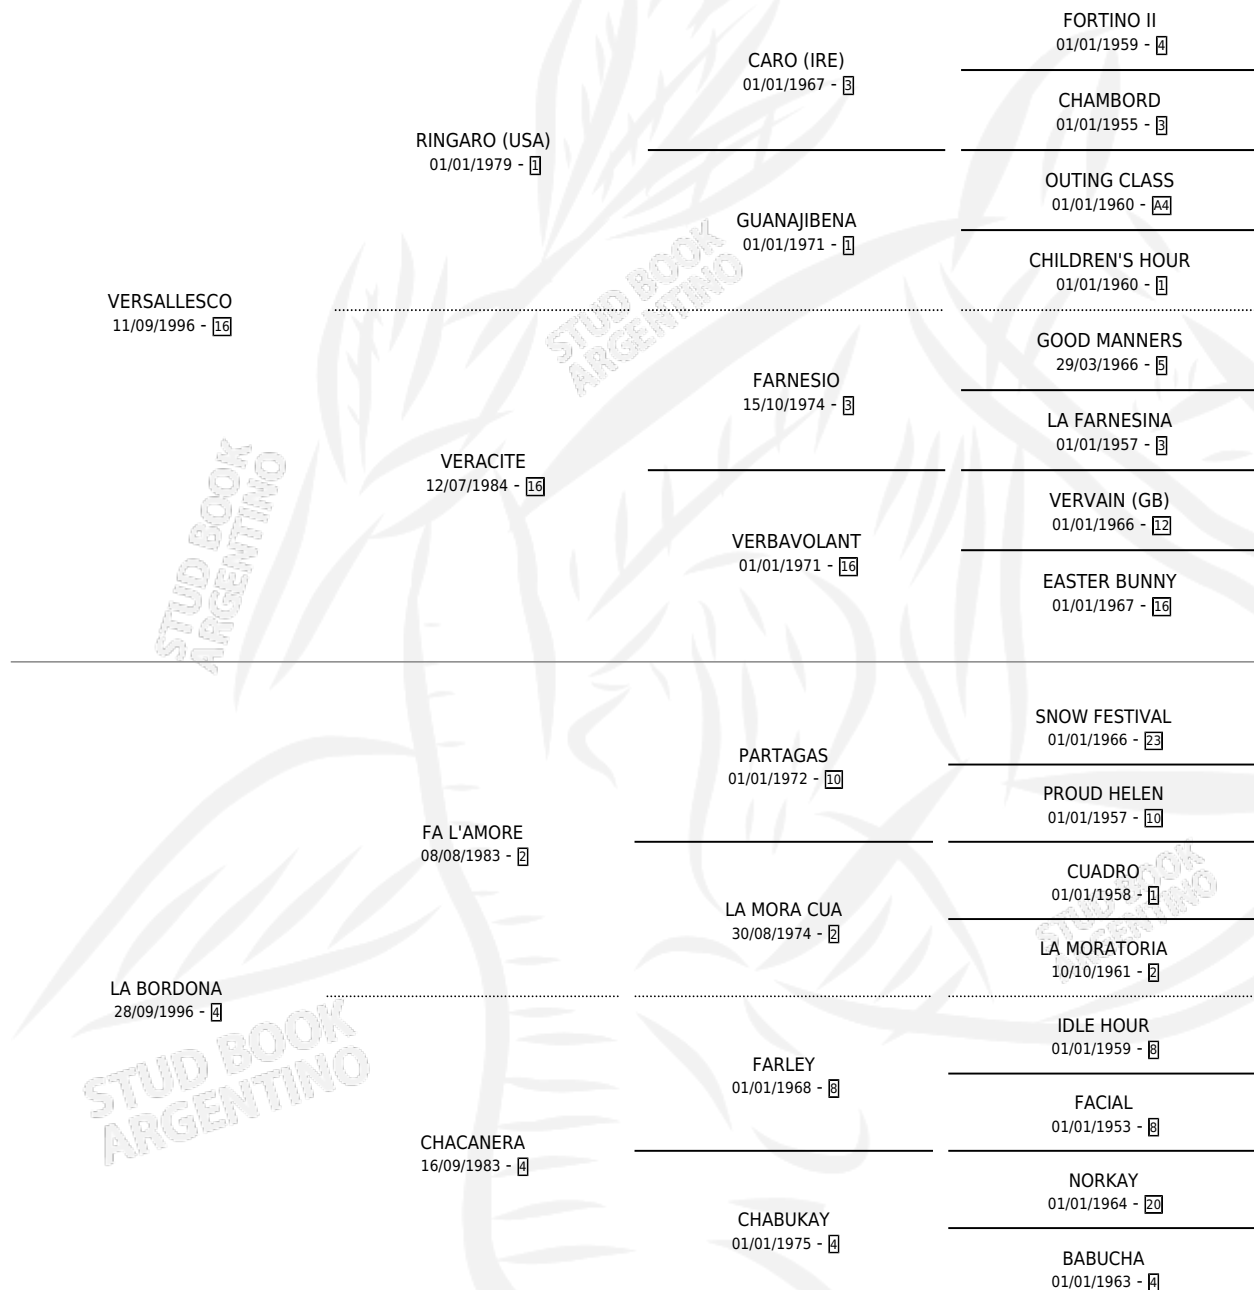 FORTINO II
01/01/1959 - 4
CARO (IRE)
01/01/1967 - 3
CHAMBORD
01/01/1955 - 3
RINGARO (USA)
01/01/1979 - 1
OUTING CLASS
01/01/1960 - A4
GUANAJIBENA
01/01/1971 - 1
CHILDREN'S HOUR
01/01/1960 - 1
VERSALLESCO
11/09/1996 - 16
STUD BOOK
ARGENTINO
GOOD MANNERS
29/03/1966 - 5
FARNESIO
15/10/1974 - 3
LA FARNESINA
01/01/1957 - 3
VERACITE
12/07/1984 - 16
VERVAIN (GB)
01/01/1966 - 12
VERBAVOLANT
01/01/1971 - 16
EASTER BUNNY
01/01/1967 - 16
STUD BOOK
ARGENTINO
SNOW FESTIVAL
01/01/1966 - 23
PARTAGAS
01/01/1972 - 10
PROUD HELEN
01/01/1957 - 10
FA L'AMORE
08/08/1983 - 2
CUADRO
01/01/1958 - 1
LA MORA CUA
30/08/1974 - 2
STUD BOOK
ARGENTINO
LA MORATORIA
10/10/1961 - 2
LA BORDONA
28/09/1996 - 4
STUD BOOK
ARGENTINO
IDLE HOUR
01/01/1959 - 8
FARLEY
01/01/1968 - 8
FACIAL
01/01/1953 - 8
CHACANERA
16/09/1983 - 4
NORKAY
01/01/1964 - 20
CHABUKAY
01/01/1975 - 4
BABUCHA
01/01/1963 - 4